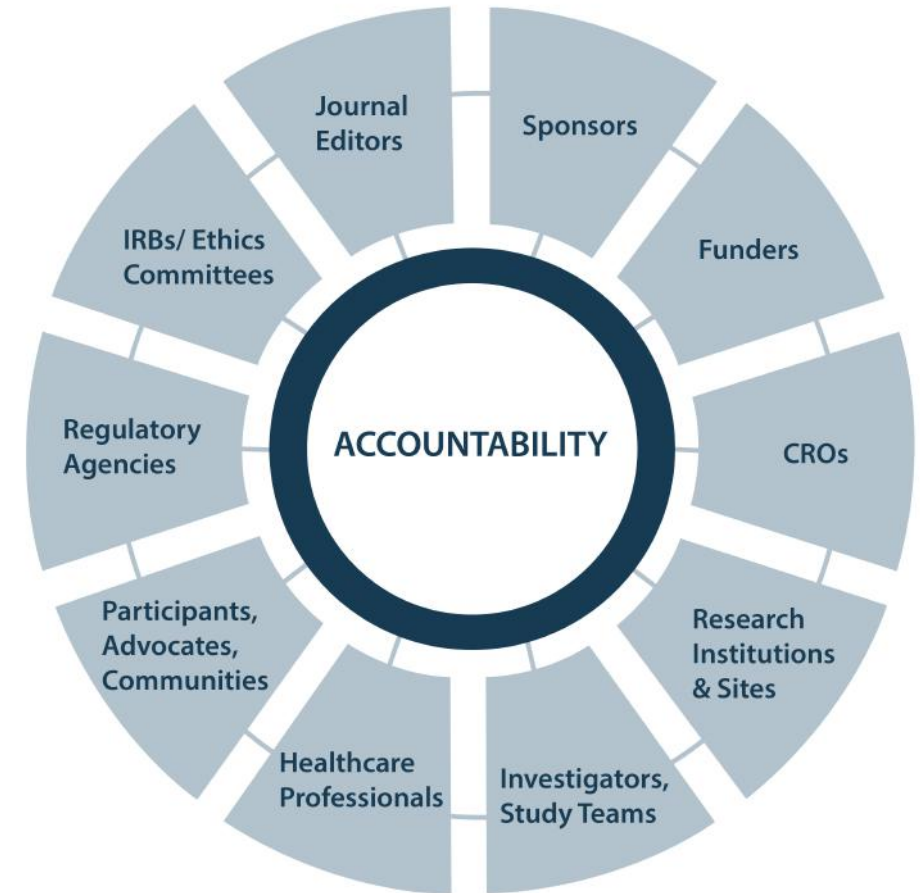 Journal
Editors
Sponsors
Funders
CROs
Research
Institutions
& Sites
Investigators,
Study Teams
Healthcare
Professionals
Participants,
Advocates,
Communities
Regulatory
Agencies
IRBs/ Ethics
Committees
ACCOUNTABILITY